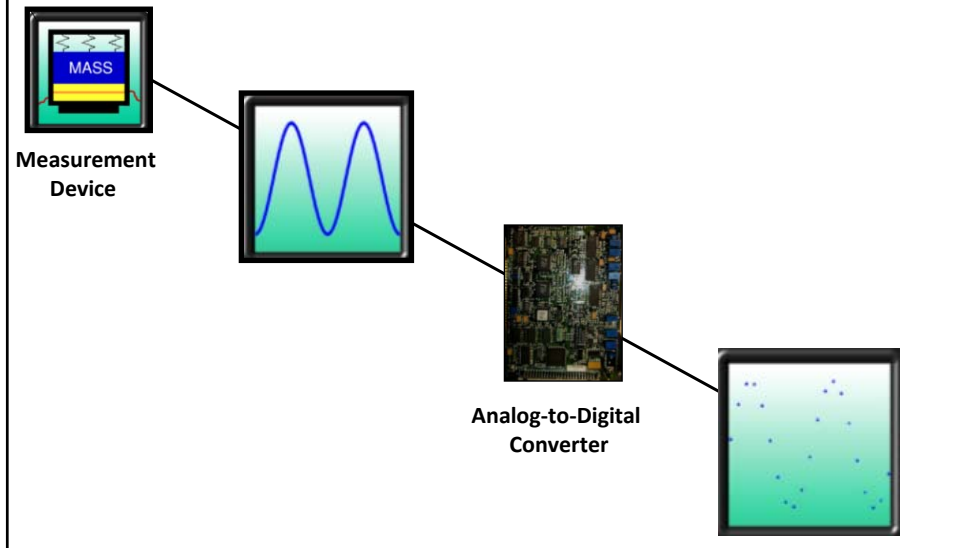 MASS
Measurement
Device
Analog-to-Digital
Converter